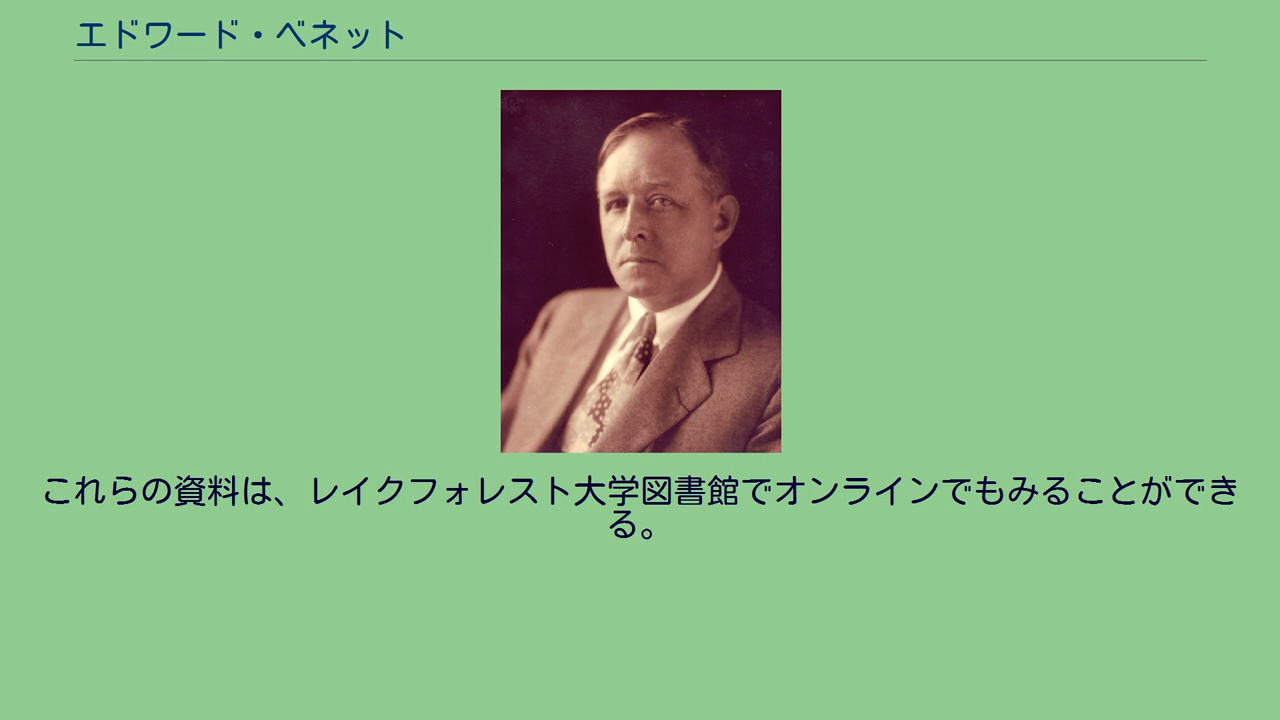 エドワード・ベネット
これらの資料は、レイクフォレスト大学図書館でオンラインでもみることができ
る。